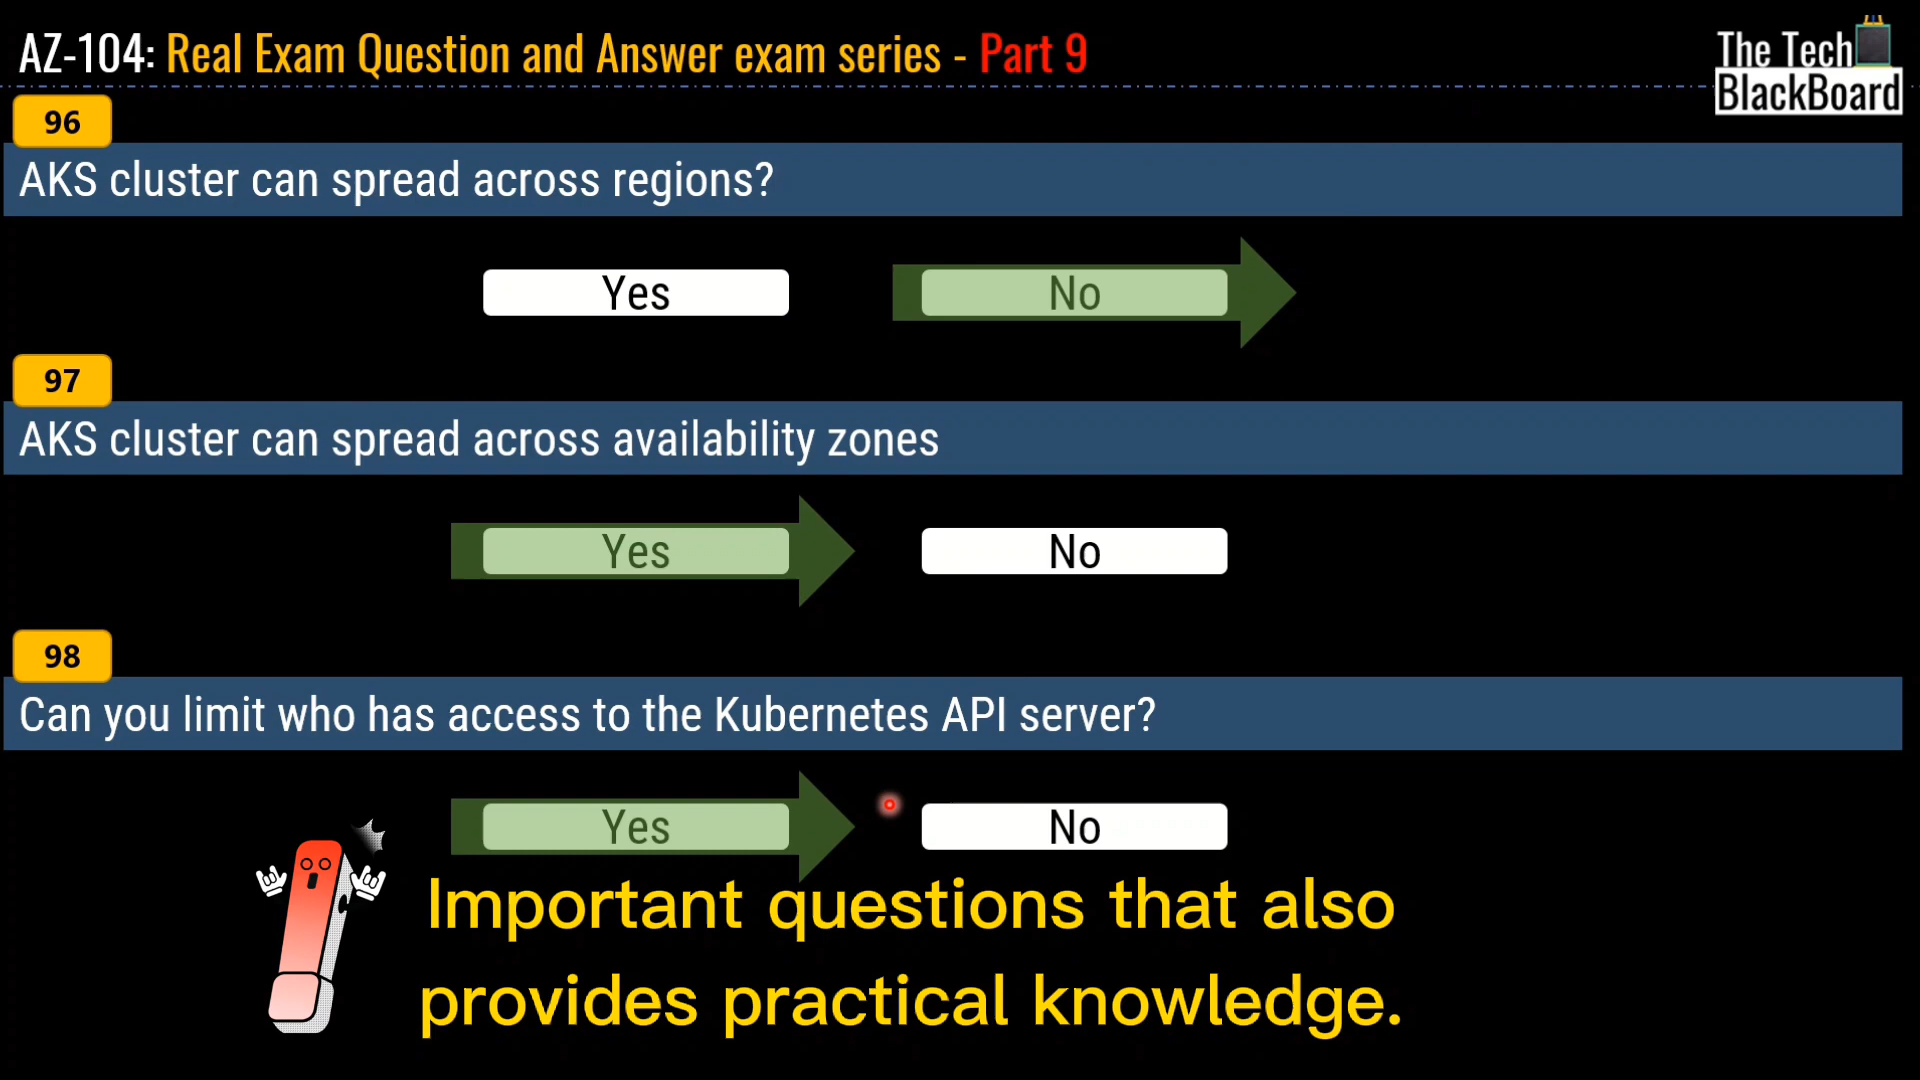 AZ-104: Real Exam Question and Answer exam series - Part 9
The Tech
BlackBoard
96
AKS cluster can spread across regions?
Yes
No
97
AKS cluster can spread across availability zones
Yes
No
98
Can you limit who has access to the Kubernetes API server?
Yes
No
Important questions that also
provides practical knowledge.